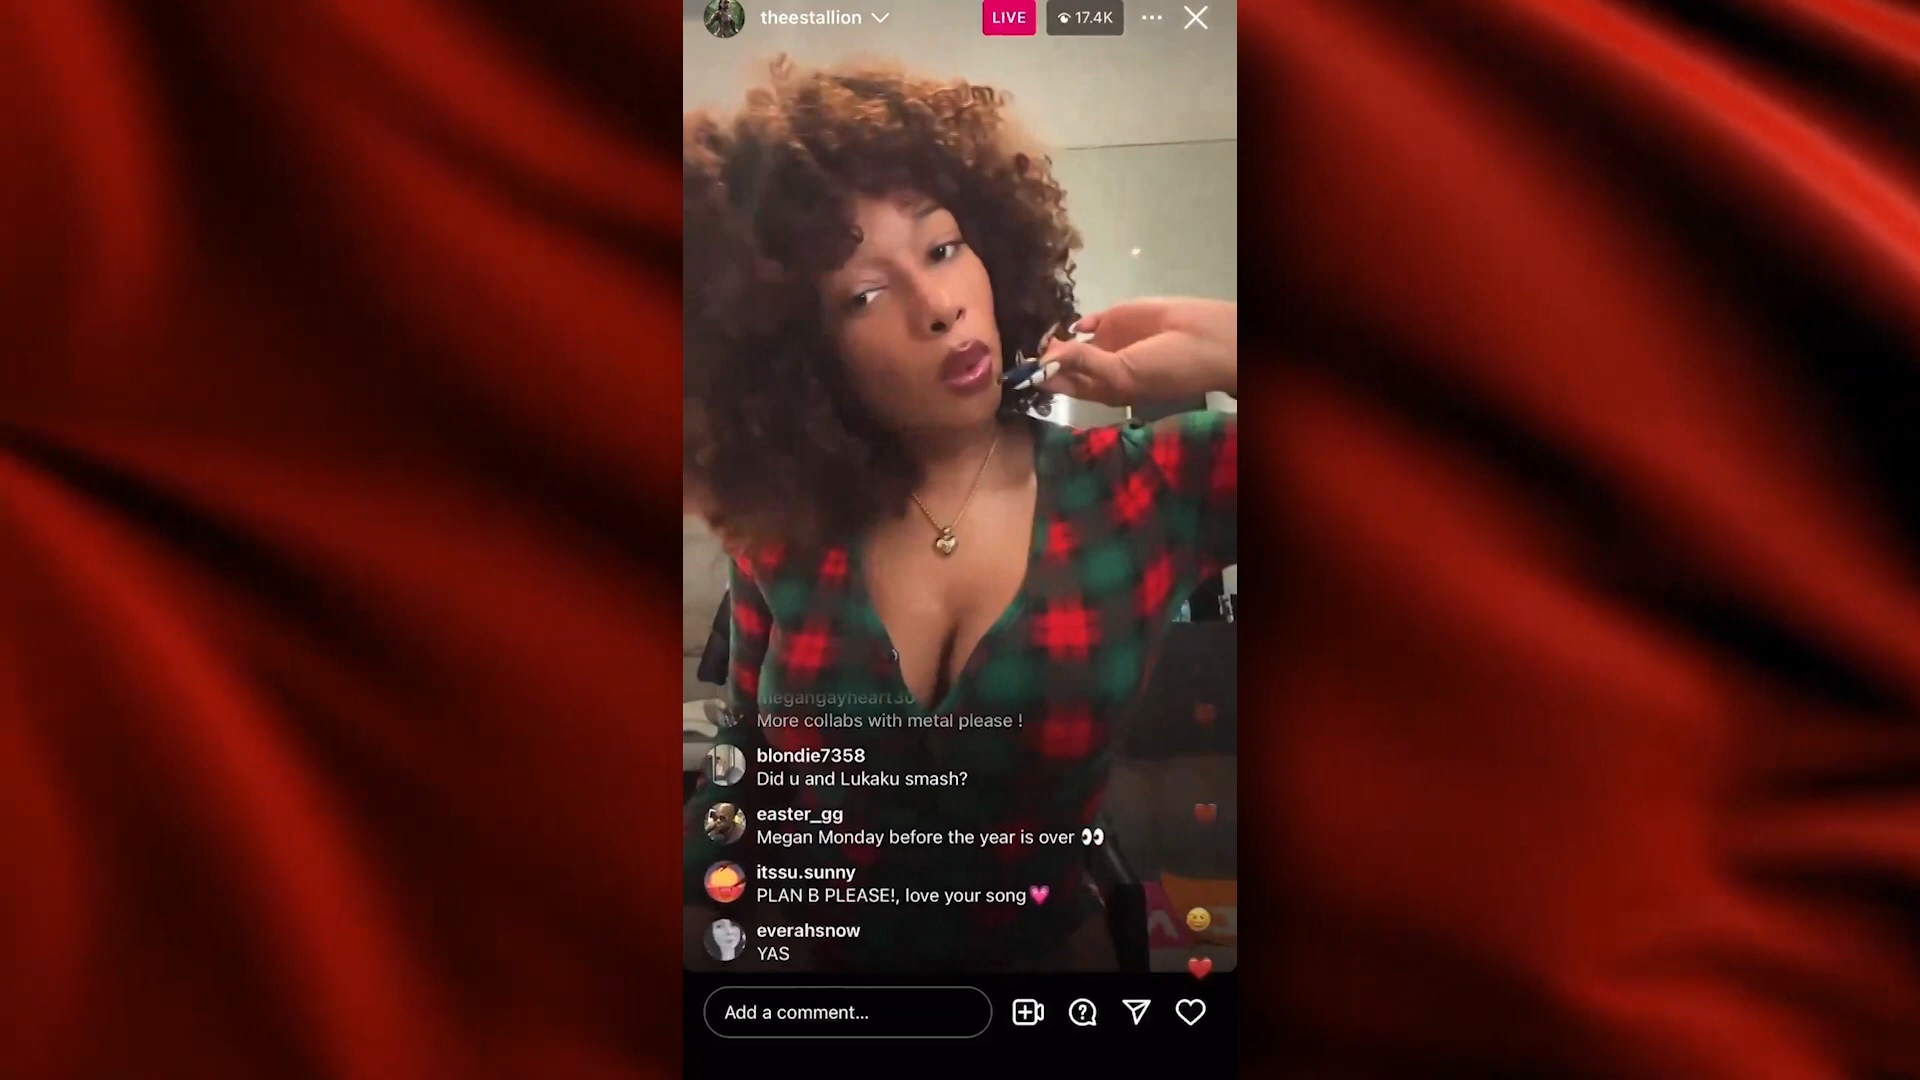 theestallion
LIVE
17.4K
More collabs with metal please !
blondie7358
Did u and Lukaku smash?
easter_gg
Megan Monday before the year is over 👀
itssu.sunny
PLAN B PLEASE!, love your song💗
everahsnow
YAS
Add a comment...